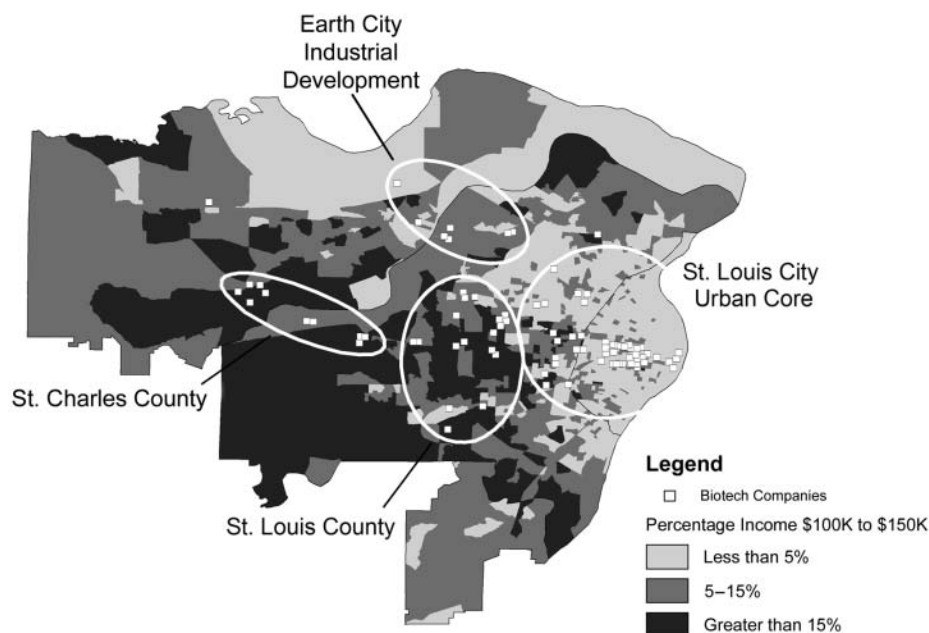 Earth City
Industrial
Development
St. Louis City
Urban Core
St. Charles County
St. Louis County
Legend
Biotech Companies
Percentage Income $100K to $150K
Less than 5%
5–15%
Greater than 15%